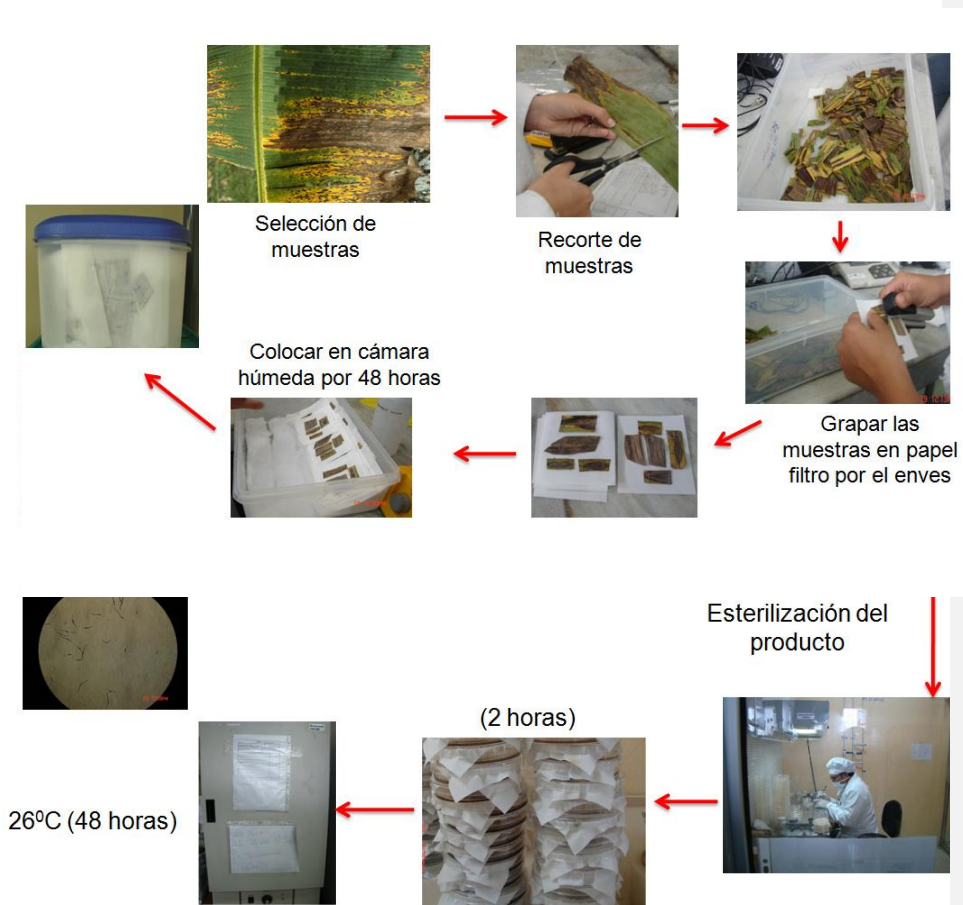 Selección de
muestras
Recorte de
muestras
Grapar las
muestras en papel
filtro por el enves
Colocar en cámara
húmeda por 48 horas
Esterilización del
producto
(2 horas)
26⁰C (48 horas)